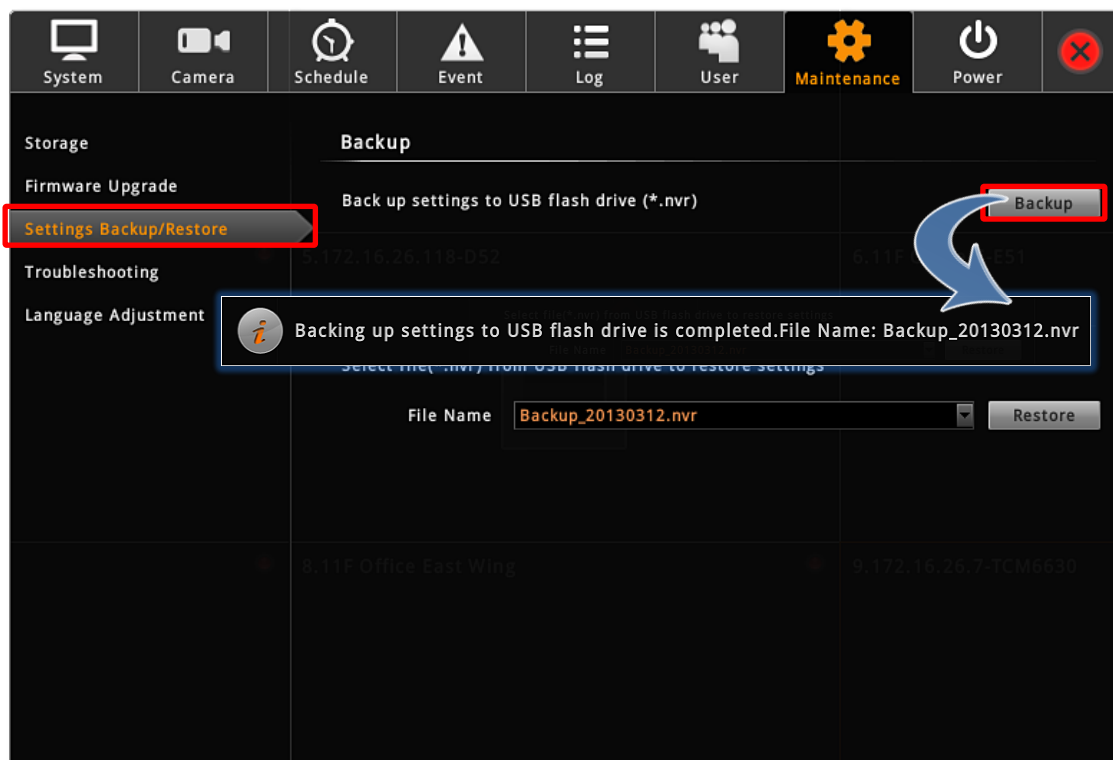 System Camera Schedule Event Log User Maintenance Power
Storage
Firmware Upgrade
Settings Backup/Restore
Troubleshooting
Language Adjustment
Backup
Back up settings to USB flash drive (*.nvr)
Backup
5:172.16.26.118-D52
6.11F
-E51
Backing up settings to USB flash drive is completed.File Name: Backup_20130312.nvr
Select file(*.nvr) from USB flash drive to restore settings
File Name
Backup_20130312.nvr
Restore
8.11F Office East Wing
9.172.16.26.7-TCM6630